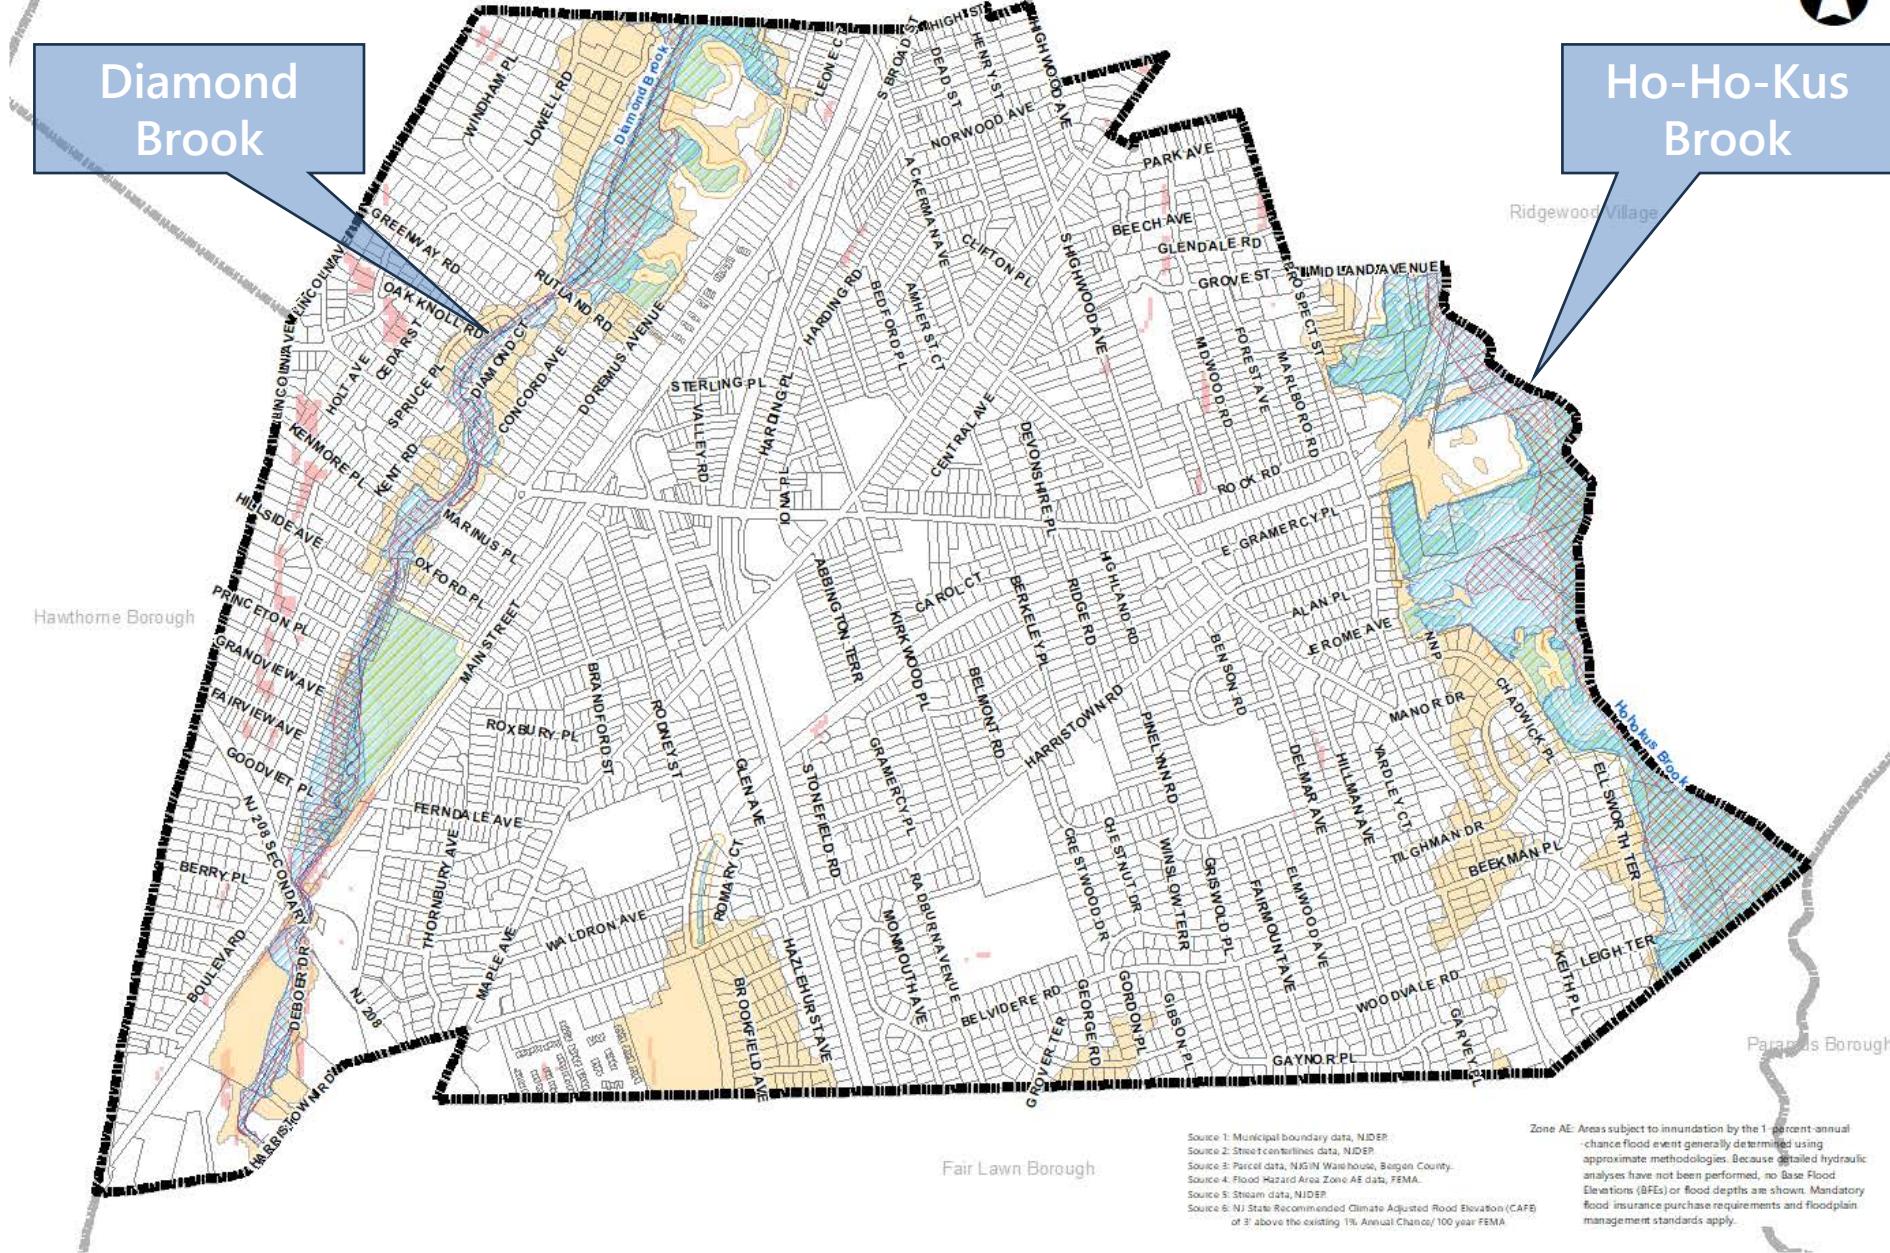 Diamond
Brook
Ho-Ho-Kus
Brook
Diamond Brook
Hohokus Brook
Ridgewood Village
Hawthorne Borough
Fair Lawn Borough
Paramus Borough
WINDHAM PL
LOWELL RD
LEONE CT
S BROAD ST
HIGH ST
DEAD ST
HENRY ST
HIGHWOOD AVE
NORWOOD AVE
ACKERMAN AVE
PARK AVE
BEECH AVE
GLENDALE RD
GROVE ST
MIDLAND AVENUE
PROSPECT ST
CLIFTON PL
S HIGHWOOD AVE
GREENWAY RD
LINCOLN AVE
OAK KNOLL RD
RUTLAND RD
CEDAR ST
HOLT AVE
SPRUCE PL
DIAMOND CT
CONCORD AVE
DOREMUS AVENUE
HARDING RD
BEDFORD PL
AMHERST CT
MIDWOOD RD
FOREST AVE
MARLBORO RD
STERLING PL
VALLEY RD
HARDING PL
CENTRAL AVE
DEVONSHIRE PL
ROCK RD
LINCOLN AVE
KENMORE PL
KENT RD
IONA PL
E GRAMERCY PL
HILLSIDE AVE
MARINUS PL
OXFORD PL
ABBINGTON TERR
CAROL CT
KIRKWOOD PL
BERKELEY PL
RIDGE RD
HIGHLAND RD
ALAN PL
JEROME AVE
NN P
PRINCETON PL
GRANDVIEW AVE
FAIRVIEW AVE
GOODVIET PL
MAIN STREET
BRANDFORD ST
RODNEY ST
ROXBURY PL
BELMONT RD
HARRISTOWN RD
BENSON RD
MANOR DR
CHADWICK PL
PINELYNN RD
GLEN AVE
STONEFIELD RD
GRAMERCY PL
DELMAR AVE
HILLMAN AVE
YARDLEY CT
ELLSWORTH TER
NJ 208 SECONDARY
FERNDALE AVE
THORNBURY AVE
ROMARY CT
CRESTWOOD DR
CHESTNUT DR
WINSLOW TERR
GRISWOLD PL
FAIRMOUNT AVE
ELMWOOD AVE
TILGHMAN DR
BEEKMAN PL
BERRY PL
BOULEVARD
DEBOER DR
NJ 208
MAPLE AVE
WALDRON AVE
BROOKFIELD AVE
HAZLEHURST AVE
MONMOUTH AVE
RADBURN AVENUE
BELVIDERE RD
GEORGE RD
GORDON PL
GIBSON PL
GROVER TER
WOODVALE RD
KEITH PL
LEIGH TER
GARVEY PL
GAYNOR PL
HARRISTOWN RD
Source 1: Municipal boundary data, NJDEP.
Source 2: Street centerlines data, NJDEP.
Source 3: Parcel data, NJGIN Warehouse, Bergen County.
Source 4: Flood Hazard Area Zone AE data, FEMA.
Source 5: Stream data, NJDEP.
Source 6: NJ State Recommended Climate Adjusted Flood Elevation (CAFE)
of 3' above the existing 1% Annual Chance/ 100 year FEMA
Zone AE: Areas subject to innundation by the 1-percent-annual
-chance flood event generally determined using
approximate methodologies. Because detailed hydraulic
analyses have not been performed, no Base Flood
Elevations (BFEs) or flood depths are shown. Mandatory
flood insurance purchase requirements and floodplain
management standards apply.